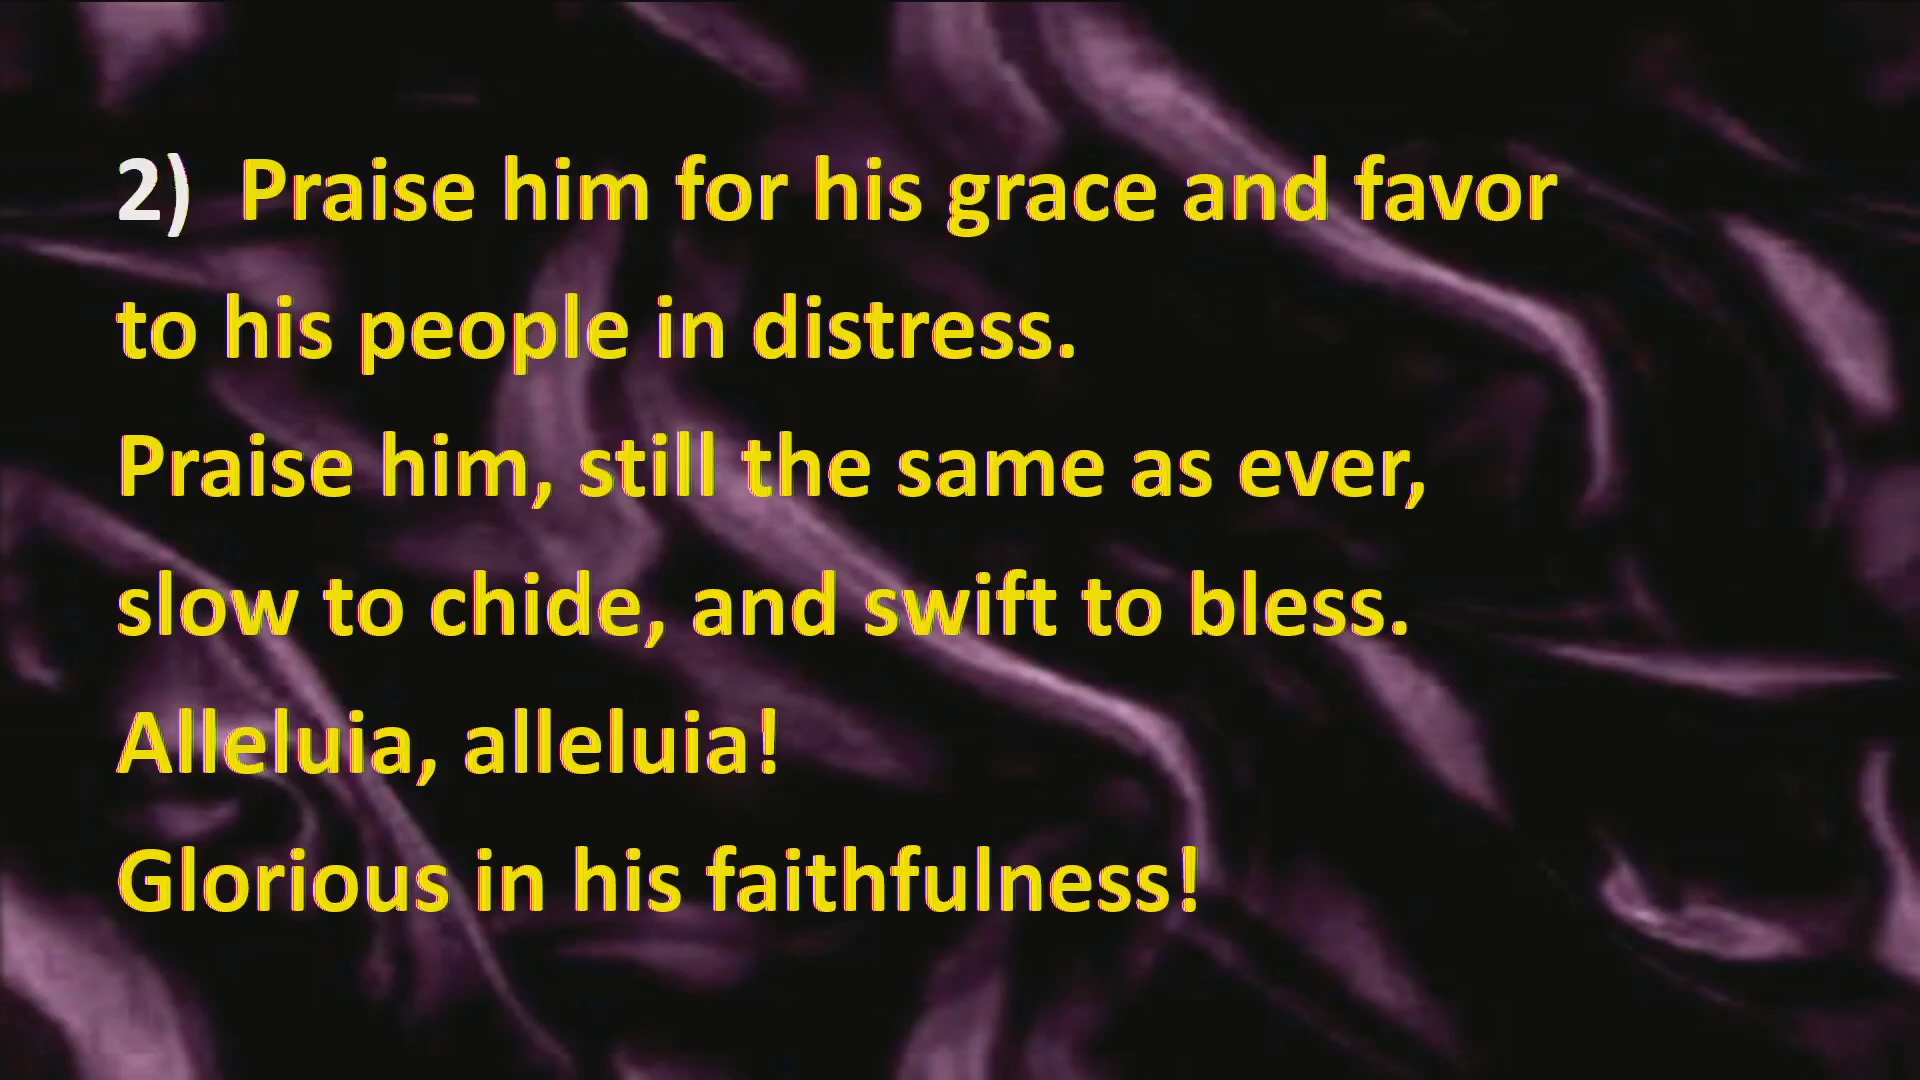 2) Praise him for his grace and favor
to his people in distress.
Praise him, still the same as ever,
slow to chide, and swift to bless.
Alleluia, alleluia!
Glorious in his faithfulness!